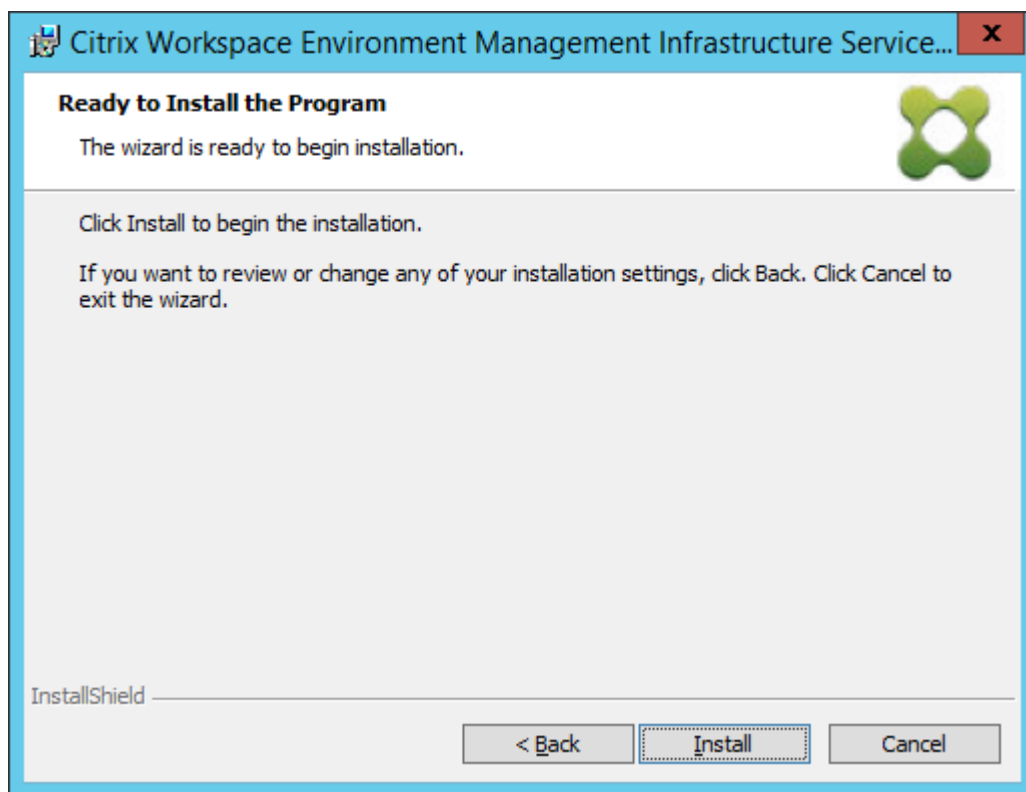 Citrix Workspace Environment Management Infrastructure Service...
x
Ready to Install the Program
The wizard is ready to begin installation.
Click Install to begin the installation.
If you want to review or change any of your installation settings, click Back. Click Cancel to
exit the wizard.
InstallShield
< Back
Install
Cancel